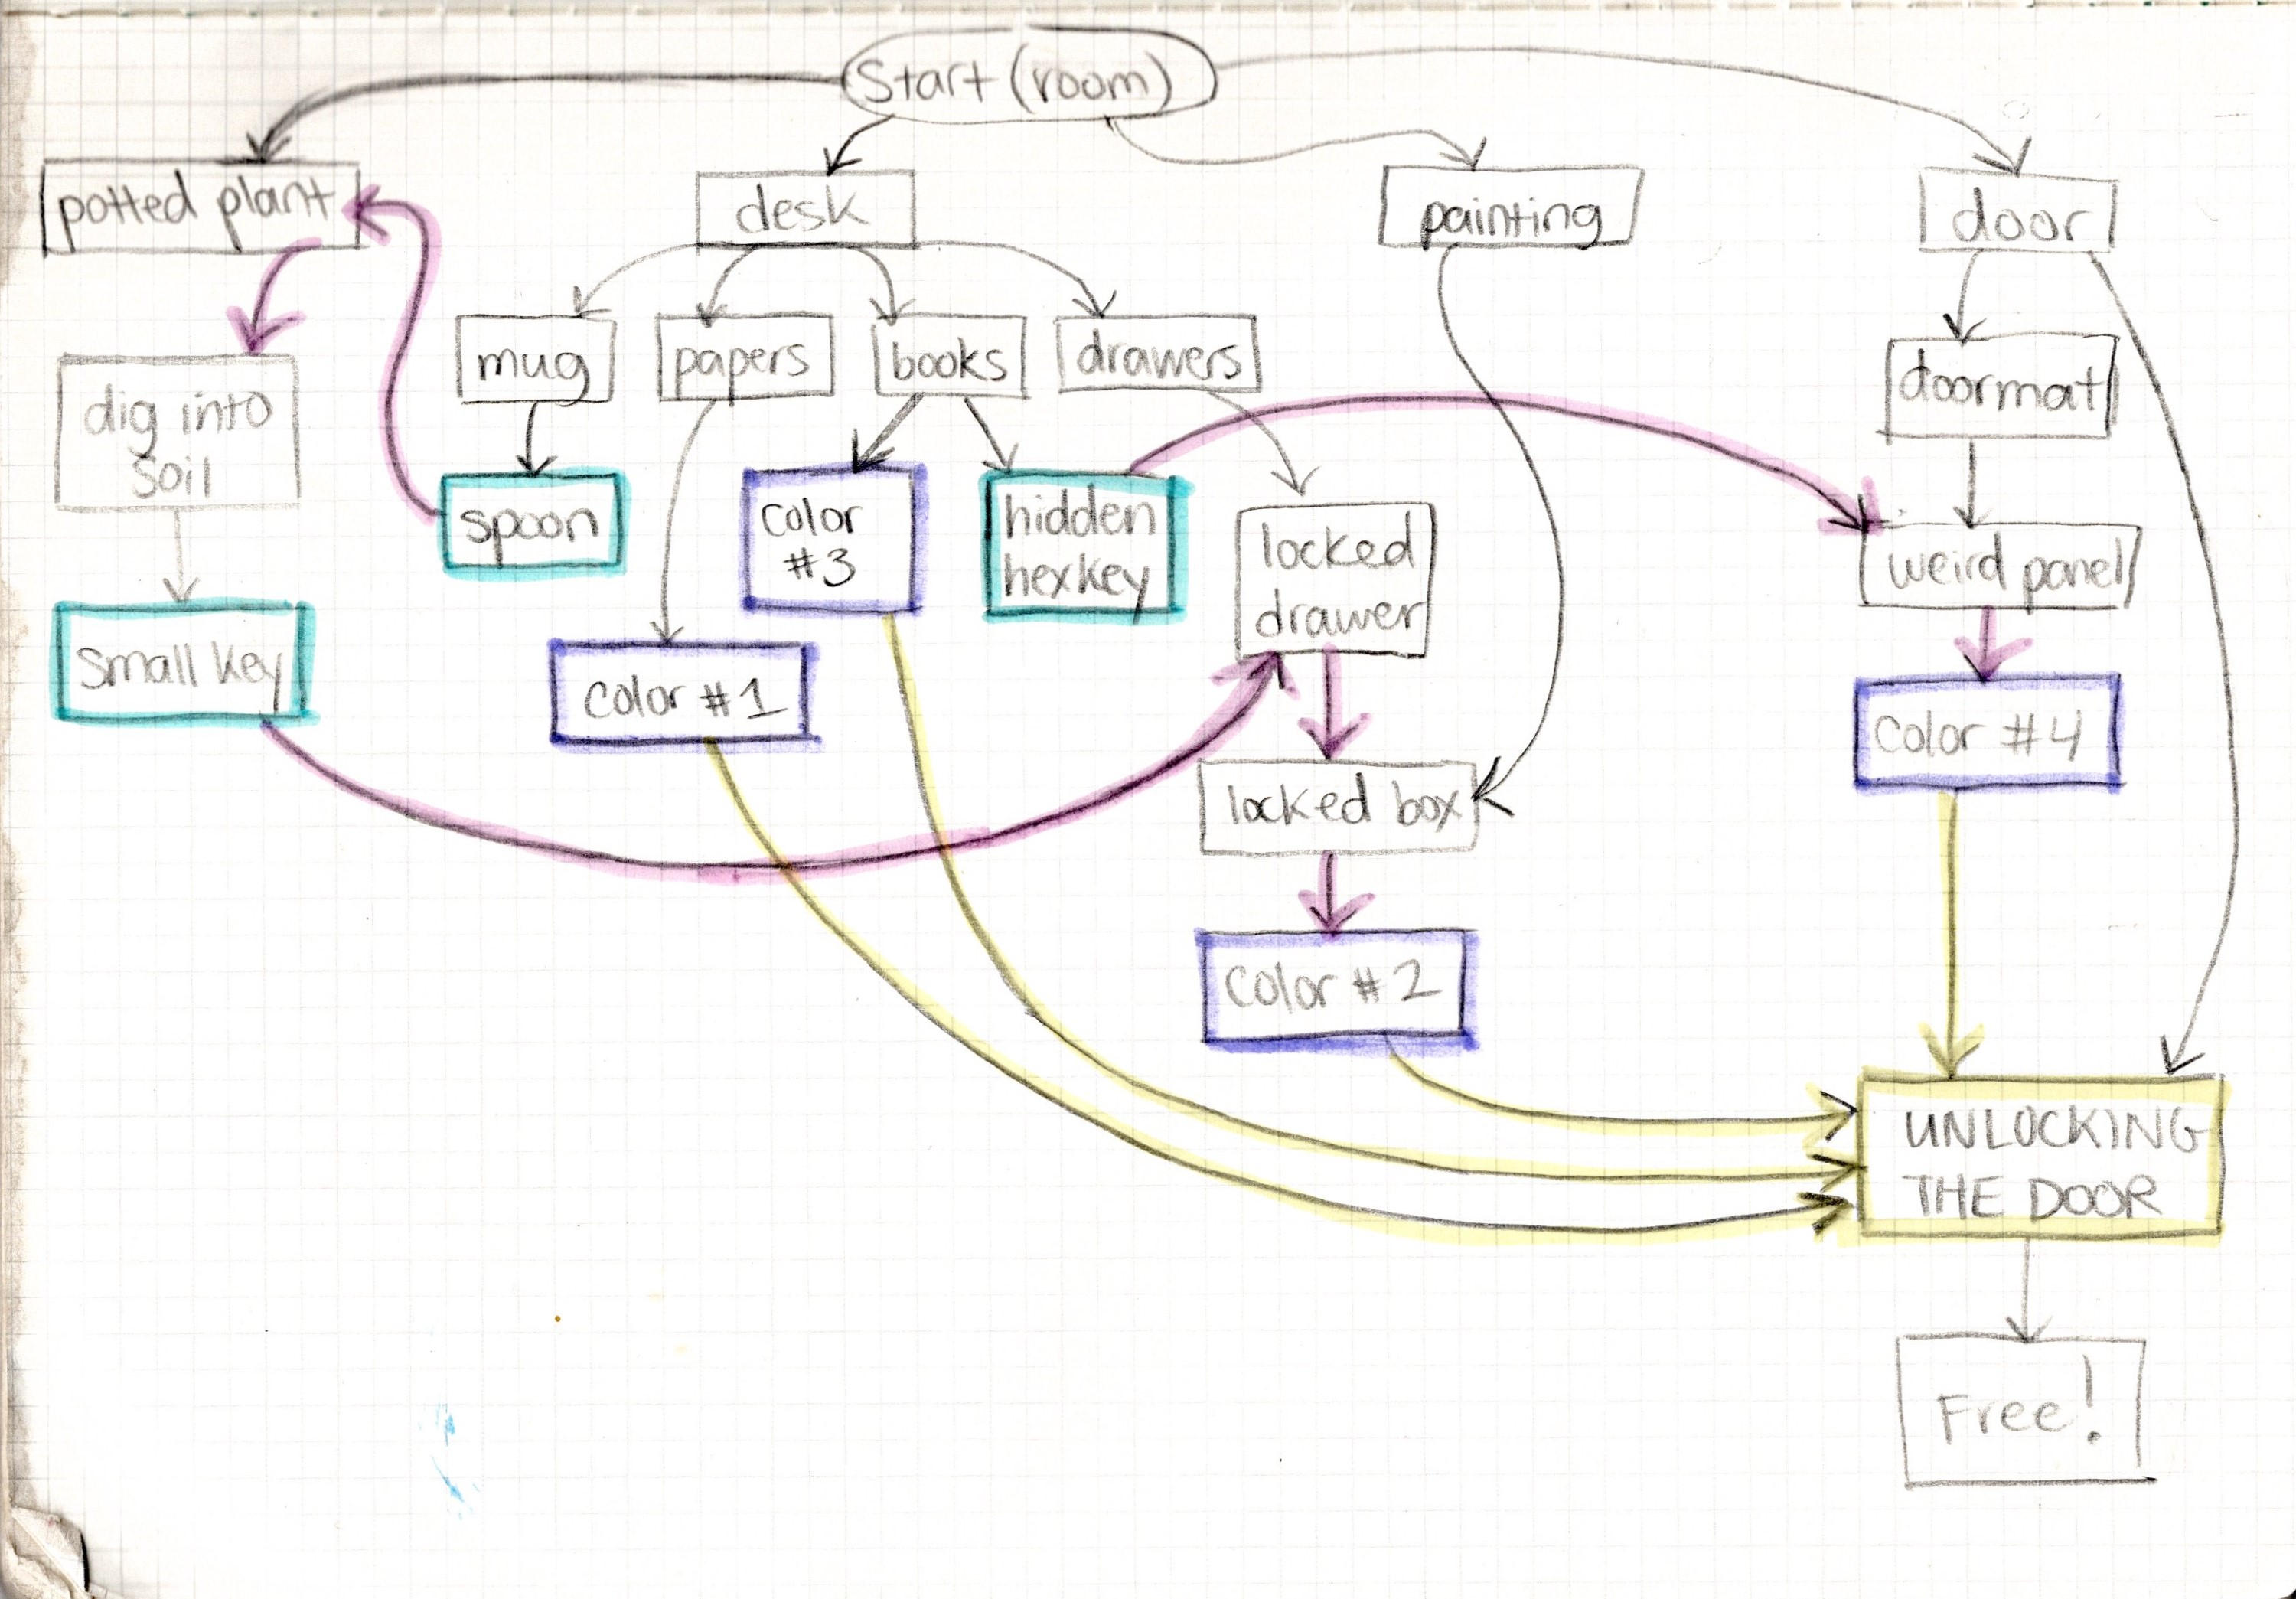 Start (room)
potted plant
desk
painting
door
mug
papers
books
drawers
doormat
dig into
soil
spoon
color
#3
hidden
hexkey
locked
drawer
weird panel
small key
color #1
color #4
locked box
color #2
UNLOCKING
THE DOOR
Free!